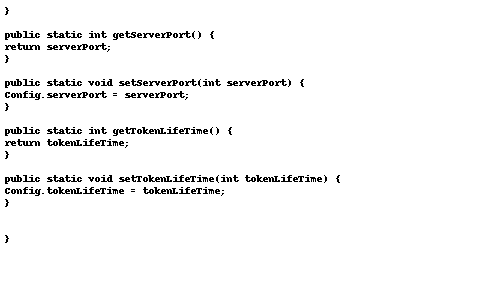 }
public static int getServerPort() {
return serverPort;
}
public static void setServerPort(int serverPort) {
Config.serverPort = serverPort;
}
public static int getTokenLifeTime() {
return tokenLifeTime;
}
public static void setTokenLifeTime(int tokenLifeTime) {
Config.tokenLifeTime = tokenLifeTime;
}
}